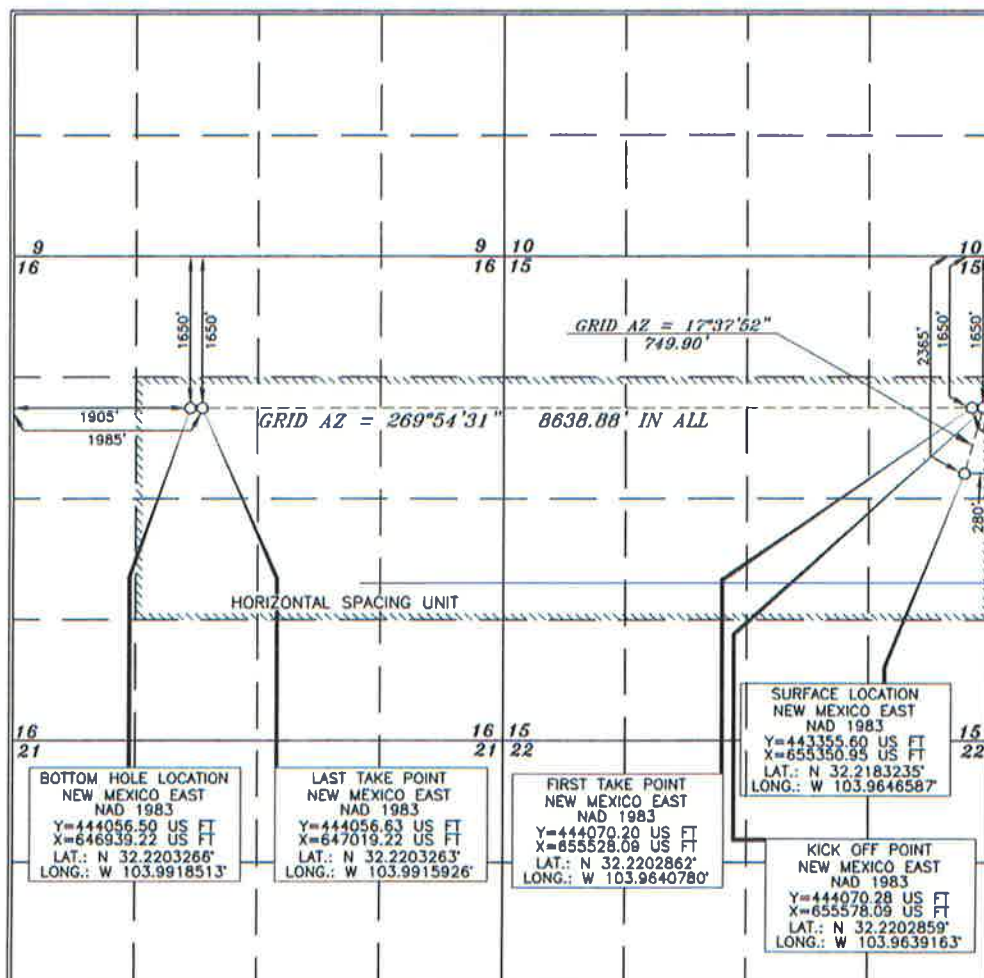 9
9
10
10
16
16
15
15
1650'
1650'
GRID AZ = 17°37'52"
749.90'
2365'
1650'
1650'
1905'
GRID AZ = 269°54'31" 8638.88' IN ALL
1985'
280'
HORIZONTAL SPACING UNIT
16
16
15
15
21
21
22
22
SURFACE LOCATION
NEW MEXICO EAST
NAD 1983
Y=443355.60 US FT
X=655350.95 US FT
LAT.: N 32.2183235°
LONG.: W 103.9646587°
BOTTOM HOLE LOCATION
NEW MEXICO EAST
NAD 1983
Y=444056.50 US FT
X=646939.22 US FT
LAT.: N 32.2203266°
LONG.: W 103.9918513°
LAST TAKE POINT
NEW MEXICO EAST
NAD 1983
Y=444056.63 US FT
X=647019.22 US FT
LAT.: N 32.2203263°
LONG.: W 103.9915926°
FIRST TAKE POINT
NEW MEXICO EAST
NAD 1983
Y=444070.20 US FT
X=655528.09 US FT
LAT.: N 32.2202862°
LONG.: W 103.9640780°
KICK OFF POINT
NEW MEXICO EAST
NAD 1983
Y=444070.28 US FT
X=655578.09 US FT
LAT.: N 32.2202859°
LONG.: W 103.9639163°